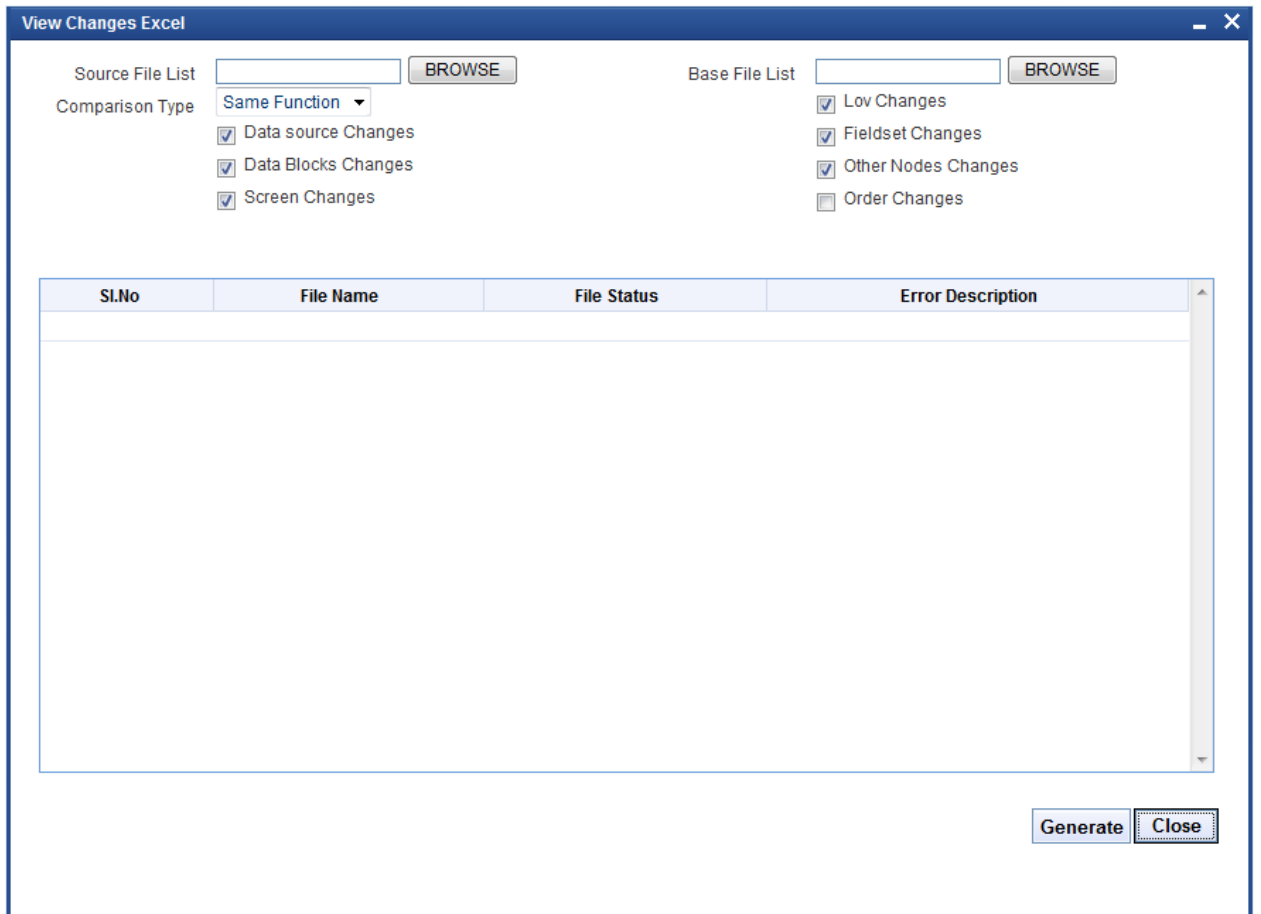 View Changes Excel
Source File List BROWSE Base File List BROWSE
Comparison Type Same Function Lov Changes
Data source Changes Fieldset Changes
Data Blocks Changes Other Nodes Changes
Screen Changes Order Changes
Sl.No File Name File Status Error Description
Generate Close